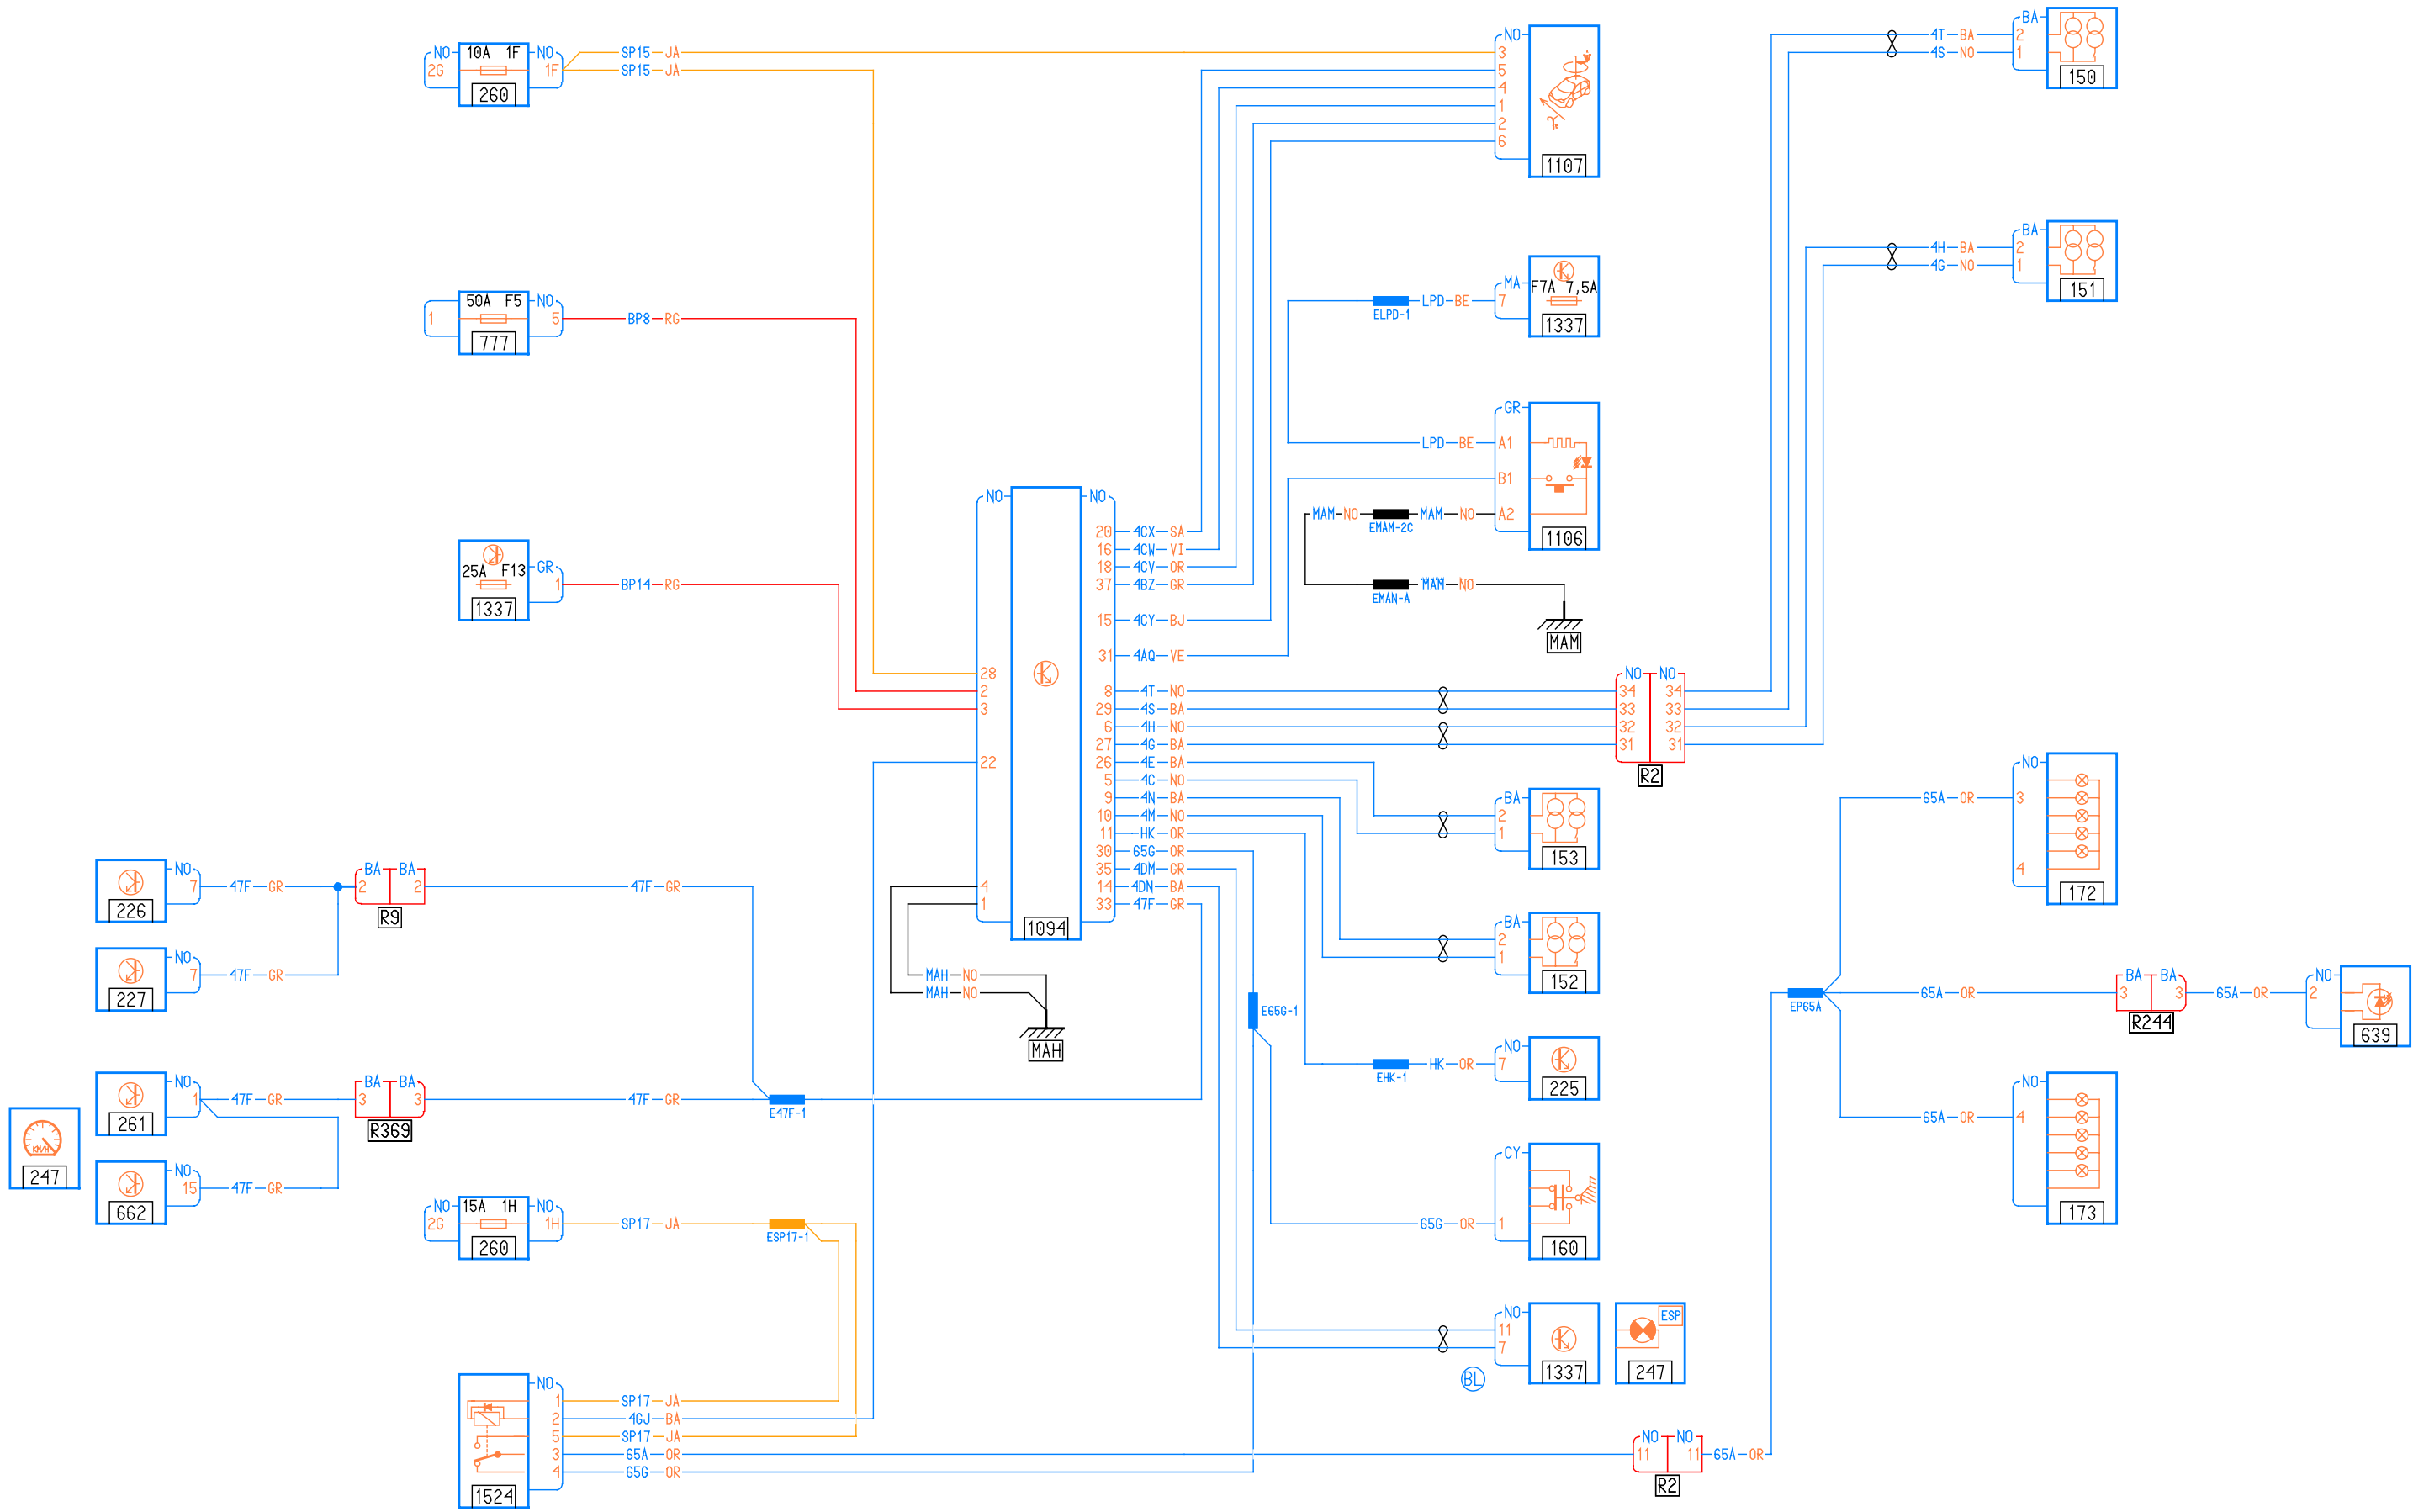 NO 10A 1F NO
2G 1F
260
SP15 JA
SP15 JA
1 50A F5 NO
5
777
BP8 RG
25A F13 GR
1
1337
BP14 RG
NO
7
226
47F GR
NO
7
227
47F GR
BA BA
2 2
R9
47F GR
KM/H
247
NO
1
261
47F GR
NO
15
662
47F GR
BA BA
3 3
R369
47F GR
E47F-1
NO 15A 1H NO
2G 1H
260
SP17 JA
ESP17-1
NO
1 SP17 JA
2 4GJ BA
5 SP17 JA
3 65A OR
4 65G OR
1524
NO NO
28
2
3
22
4
1
1094
MAH NO
MAH NO
MAH
20 4CX SA
16 4CW VI
18 4CV OR
37 4BZ GR
15 4CY BJ
31 4AQ VE
8 4T NO
29 4S BA
6 4H NO
27 4G BA
26 4E BA
5 4C NO
9 4N BA
10 4M NO
11 HK OR
30 65G OR
35 4DM GR
14 4DN BA
33 47F GR
E65G-1
NO
3
5
4
1
2
6
1107
ELPD-1
LPD BE
MA
7
F7A 7,5A
1337
GR
LPD BE A1
B1
MAM NO
EMAM-2C
MAM NO A2
1106
EMAN-A
MAM NO
MAM
NO NO
34 34
33 33
32 32
31 31
R2
BA
2
1
153
BA
2
1
152
EHK-1
HK OR
NO
7
225
CY
65G OR 1
160
NO
11
7
1337
BL
ESP
247
NO NO
11 11
R2
65A OR
4T BA
4S NO
BA
2
1
150
4H BA
4G NO
BA
2
1
151
EP65A
65A OR
NO
3
4
172
65A OR
BA BA
3 3
R244
65A OR
NO
2
639
65A OR
NO
4
173